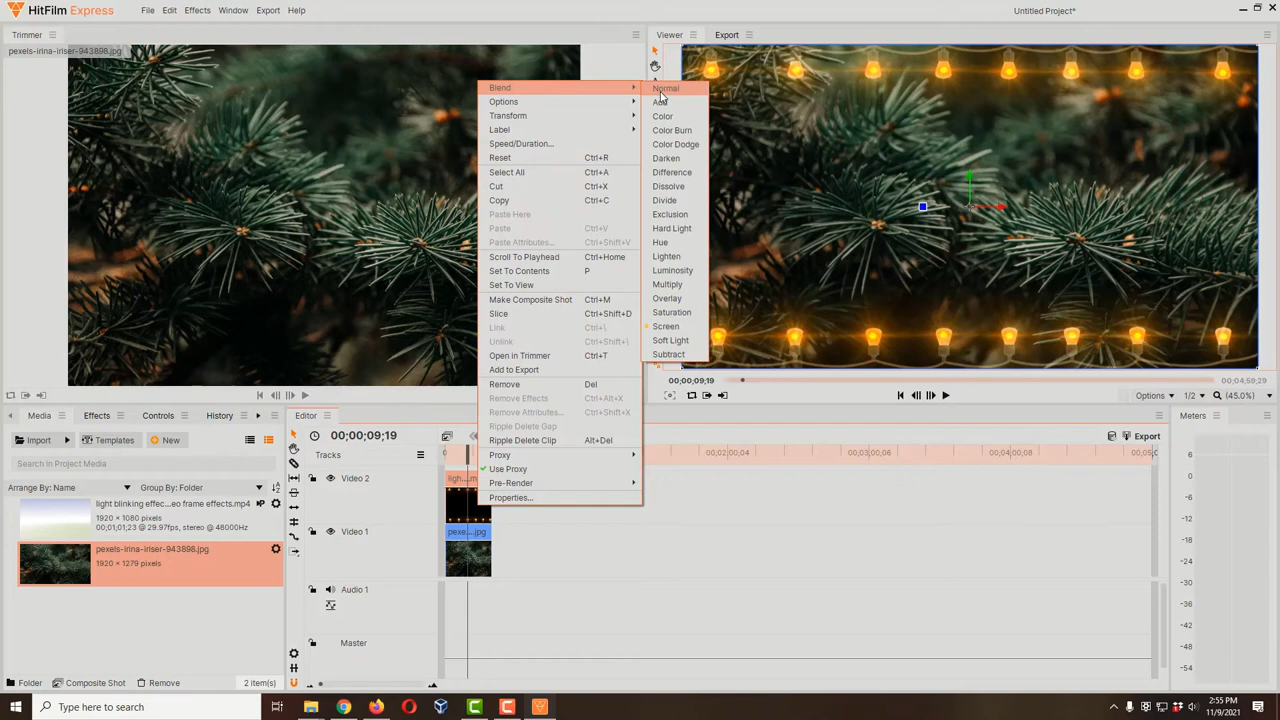 HitFilm Express
File Edit Effects Window Export Help
Untitled Project*
Trimmer
pexels-irina-iriser-943898.jpg
Viewer Export
Blend
Options
Transform
Label
Speed/Duration...
Reset Ctrl+R
Select All Ctrl+A
Cut Ctrl+X
Copy Ctrl+C
Paste Here
Paste Ctrl+V
Paste Attributes... Ctrl+Shift+V
Scroll To Playhead Ctrl+Home
Set To Contents P
Set To View
Make Composite Shot Ctrl+M
Slice Ctrl+Shift+D
Link Ctrl+\
Unlink Ctrl+Shift+\
Open in Trimmer Ctrl+T
Add to Export
Remove Del
Remove Effects Ctrl+Alt+X
Remove Attributes... Ctrl+Shift+X
Ripple Delete Gap
Ripple Delete Clip Alt+Del
Proxy
Use Proxy
Pre-Render
Properties...
Normal
Add
Color
Color Burn
Color Dodge
Darken
Difference
Dissolve
Divide
Exclusion
Hard Light
Hue
Lighten
Luminosity
Multiply
Overlay
Saturation
Screen
Soft Light
Subtract
00;00;09;19
00;04;59;29
Options 1/2 (45.0%)
Media Effects Controls History
Import Templates New
Search in Project Media
Arrange By: Name Group By: Folder
light blinking effec...eo frame effects.mp4
1920 × 1080 pixels
00;01;01;23 @ 29.97fps, Stereo @ 48000Hz
pexels-irina-iriser-943898.jpg
1920 × 1279 pixels
Folder Composite Shot Remove 2 item(s)
Editor
00;00;09;19
Export
Tracks
0 00;02;00;04 00;03;00;06 00;04;00;08 00;05;0
Video 2
Video 1
pexe....jpg
Audio 1
Master
Meters
6
0
-6
-12
-18
-24
-30
-36
-42
-48
-54
Type here to search
2:55 PM
11/9/2021